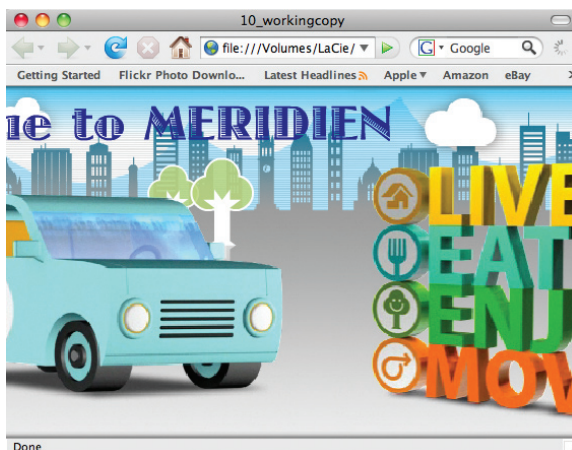 10_workingcopy
file:///Volumes/LaCie/ G Google
Getting Started Flickr Photo Downlo... Latest Headlines Apple Amazon eBay
ne to MERIDIEN
LIVE
EAT
ENJ
MOV
Done